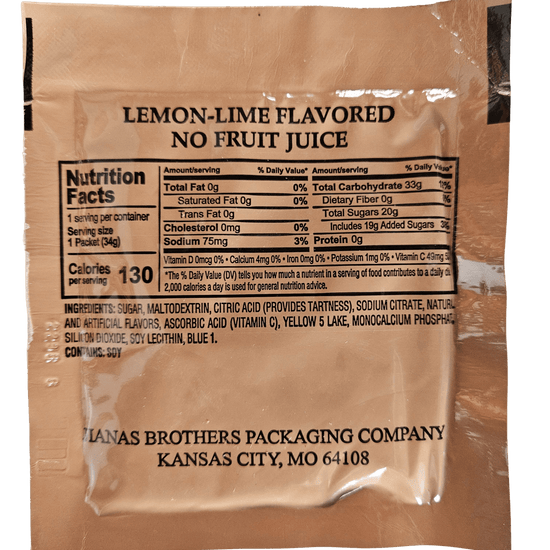 LEMON-LIME FLAVORED
NO FRUIT JUICE
Nutrition
Facts
1 serving per container
Serving size
1 Packet (34g)
Calories
per serving 130
Amount/serving % Daily Value*
Total Fat 0g 0%
Saturated Fat 0g 0%
Trans Fat 0g
Cholesterol 0mg 0%
Sodium 75mg 3%
Amount/serving % Daily
Total Carbohydrate 33g
Dietary Fiber 0g
Total Sugars 20g
Includes 19g Added Sugars
Protein 0g
Vitamin D 0mcg 0% • Calcium 4mg 0% • Iron 0mg 0% • Potassium 1mg 0% • Vitamin C 49mg
*The % Daily Value (DV) tells you how much a nutrient in a serving of food contributes to a daily
2,000 calories a day is used for general nutrition advice.
INGREDIENTS: SUGAR, MALTODEXTRIN, CITRIC ACID (PROVIDES TARTNESS), SODIUM CITRATE,
AND ARTIFICIAL FLAVORS, ASCORBIC ACID (VITAMIN C), YELLOW 5 LAKE, MONOCALCIUM
SILICON DIOXIDE, SOY LECITHIN, BLUE 1.
CONTAINS: SOY
BROTHERS PACKAGING COMPANY
KANSAS CITY, MO 64108